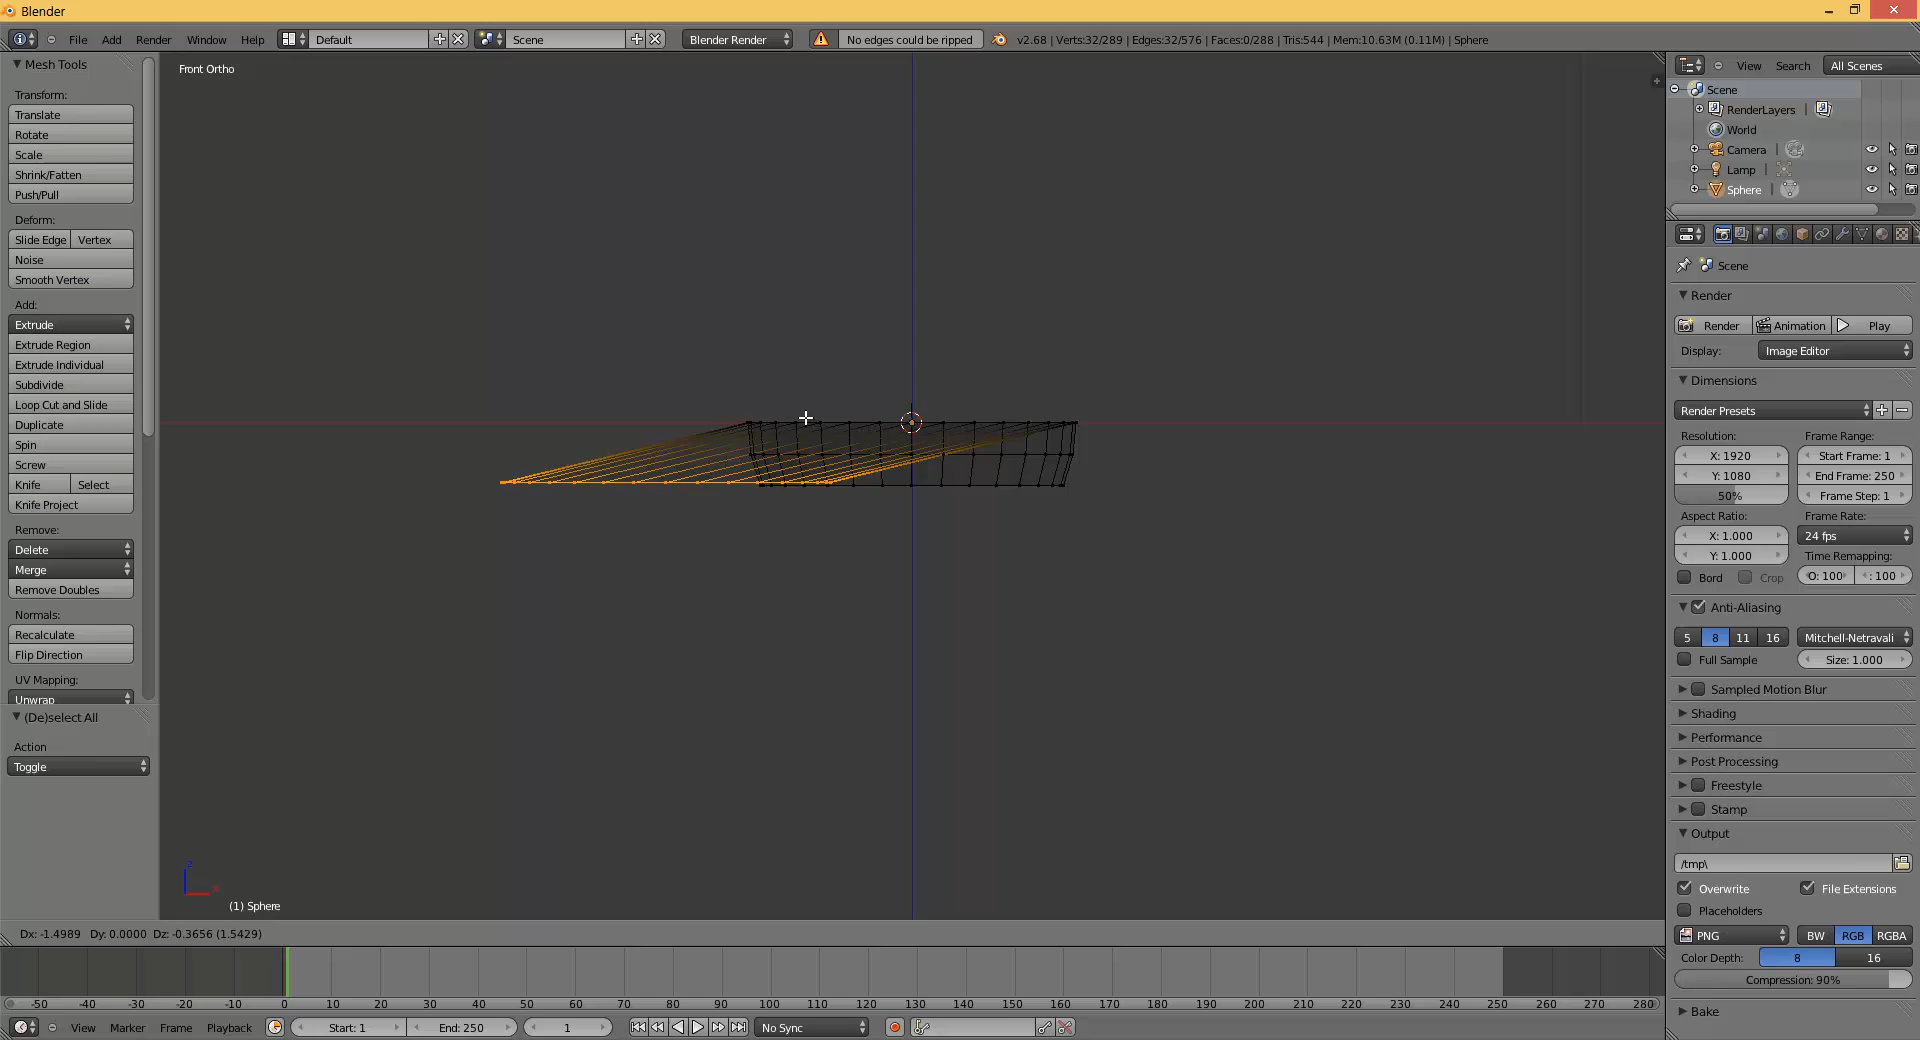 Blender
File Add Render Window Help Default Scene Blender Render No edges could be ripped v2.68 | Verts:32/289 | Edges:32/576 | Faces:0/288 | Tris:544 | Mem:10.63M (0.11M) | Sphere
Mesh Tools
Transform:
Translate
Rotate
Scale
Shrink/Fatten
Push/Pull
Deform:
Slide Edge Vertex
Noise
Smooth Vertex
Add:
Extrude
Extrude Region
Extrude Individual
Subdivide
Loop Cut and Slide
Duplicate
Spin
Screw
Knife Select
Knife Project
Remove:
Delete
Merge
Remove Doubles
Normals:
Recalculate
Flip Direction
UV Mapping:
Unwrap
(De)select All
Action
Toggle
Front Ortho
z
x
(1) Sphere
Dx: -1.4989 Dy: 0.0000 Dz: -0.3656 (1.5429)
View Search All Scenes
Scene
RenderLayers |
World
Camera |
Lamp |
Sphere |
Scene
Render
Render Animation Play
Display: Image Editor
Dimensions
Render Presets
Resolution: Frame Range:
X: 1920 Start Frame: 1
Y: 1080 End Frame: 250
50% Frame Step: 1
Aspect Ratio: Frame Rate:
X: 1.000 24 fps
Y: 1.000 Time Remapping:
Bord Crop O: 100 : 100
Anti-Aliasing
5 8 11 16 Mitchell-Netravali
Full Sample Size: 1.000
Sampled Motion Blur
Shading
Performance
Post Processing
Freestyle
Stamp
Output
/tmp\
Overwrite File Extensions
Placeholders
PNG BW RGB RGBA
Color Depth: 8 16
Compression: 90%
Bake
-50 -40 -30 -20 -10 0 10 20 30 40 50 60 70 80 90 100 110 120 130 140 150 160 170 180 190 200 210 220 230 240 250 260 270 280
View Marker Frame Playback Start: 1 End: 250 1 No Sync